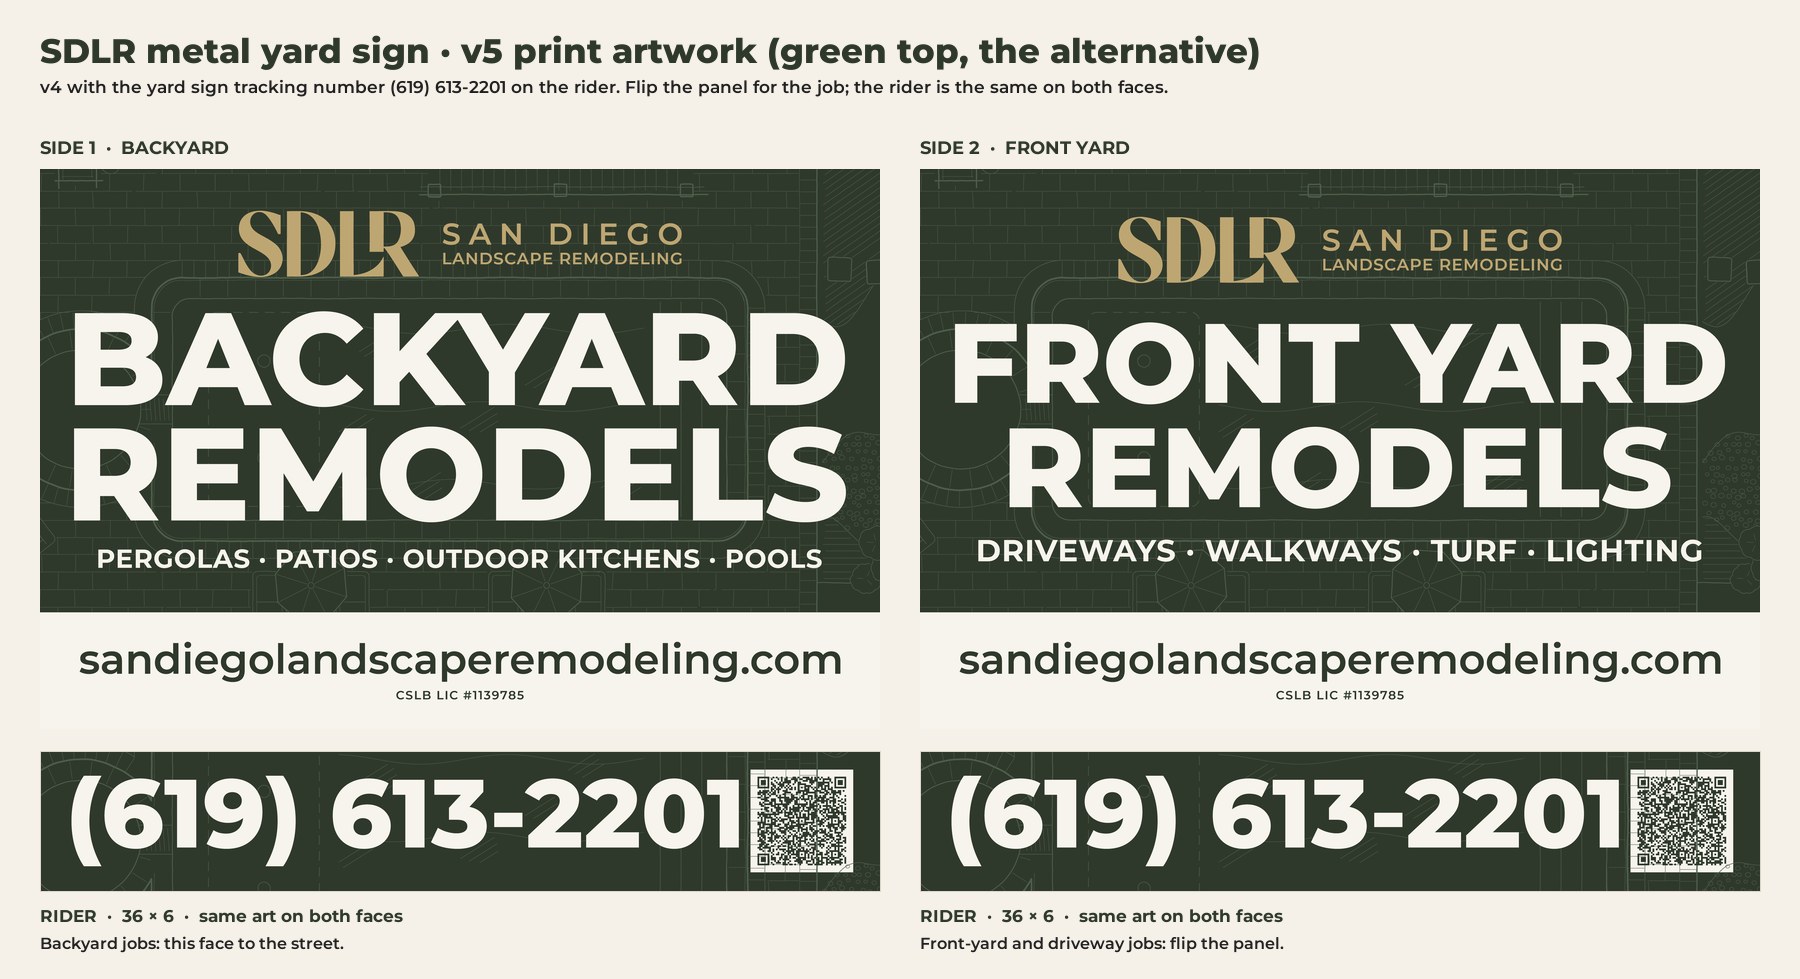 SDLR metal yard sign · v5 print artwork (green top, the alternative)
v4 with the yard sign tracking number (619) 613-2201 on the rider. Flip the panel for the job; the rider is the same on both faces.
SIDE 1 · BACKYARD
SDLR SAN DIEGO
LANDSCAPE REMODELING
BACKYARD
REMODELS
PERGOLAS · PATIOS · OUTDOOR KITCHENS · POOLS
sandiegolandscaperemodeling.com
CSLB LIC #1139785
(619) 613-2201
RIDER · 36 × 6 · same art on both faces
Backyard jobs: this face to the street.
SIDE 2 · FRONT YARD
SDLR SAN DIEGO
LANDSCAPE REMODELING
FRONT YARD
REMODELS
DRIVEWAYS · WALKWAYS · TURF · LIGHTING
sandiegolandscaperemodeling.com
CSLB LIC #1139785
(619) 613-2201
RIDER · 36 × 6 · same art on both faces
Front-yard and driveway jobs: flip the panel.